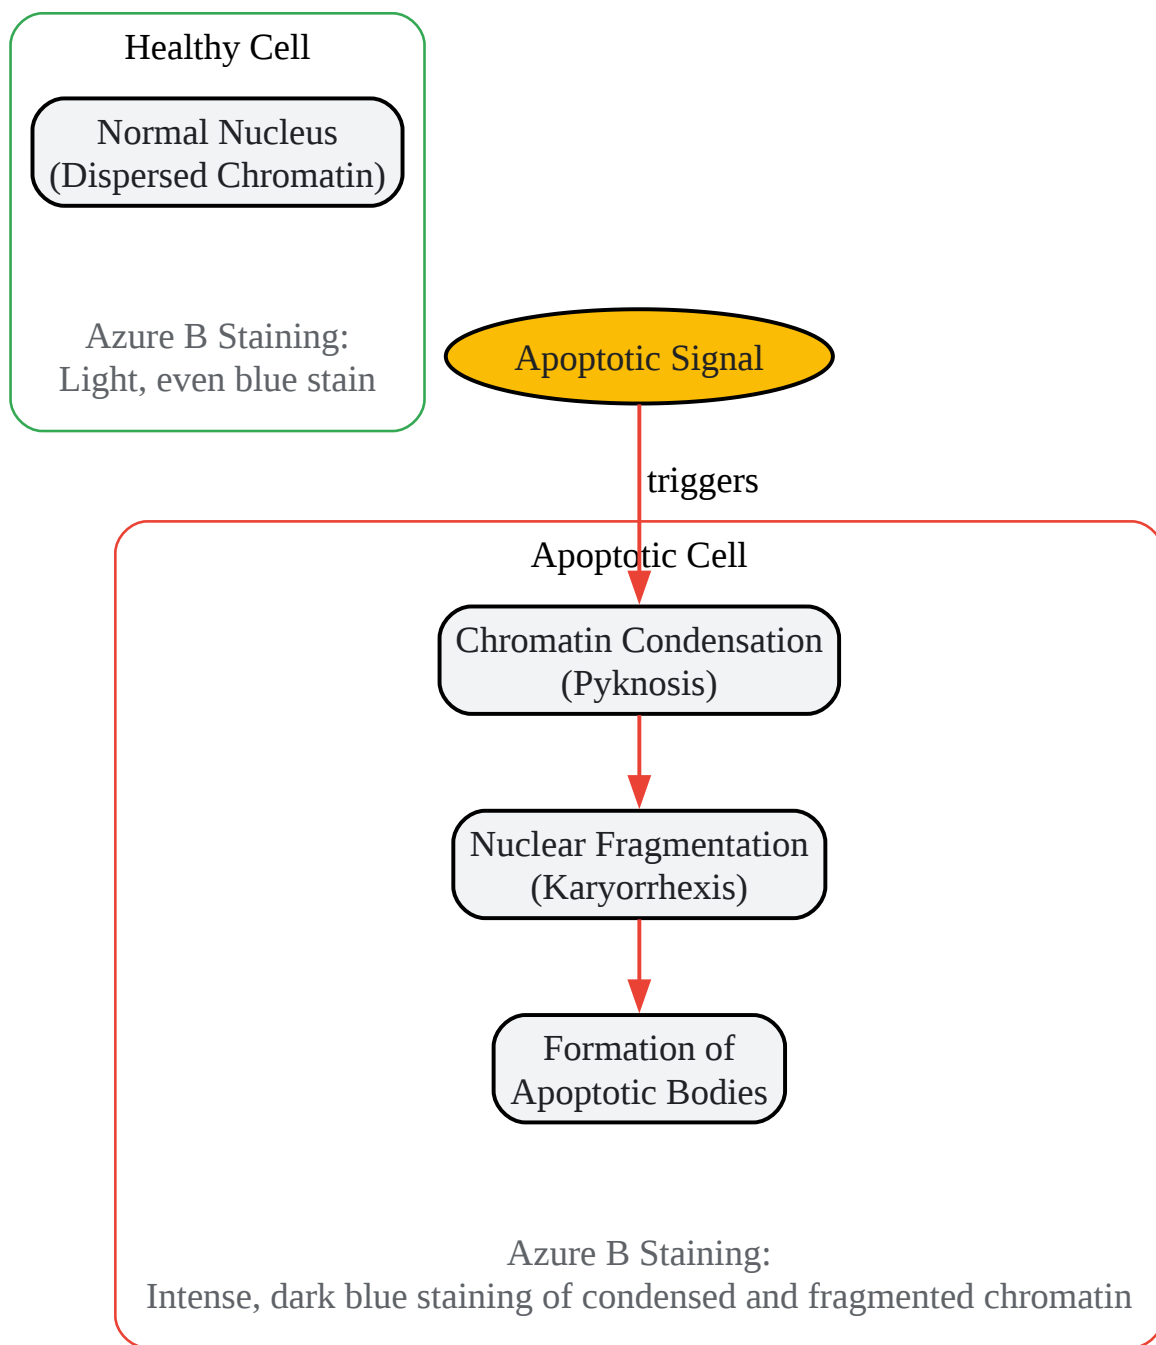 Healthy Cell
Normal Nucleus
(Dispersed Chromatin)
Azure B Staining:
Light, even blue stain
Apoptotic Signal
triggers
Apoptotic Cell
Chromatin Condensation
(Pyknosis)
Nuclear Fragmentation
(Karyorrhexis)
Formation of
Apoptotic Bodies
Azure B Staining:
Intense, dark blue staining of condensed and fragmented chromatin